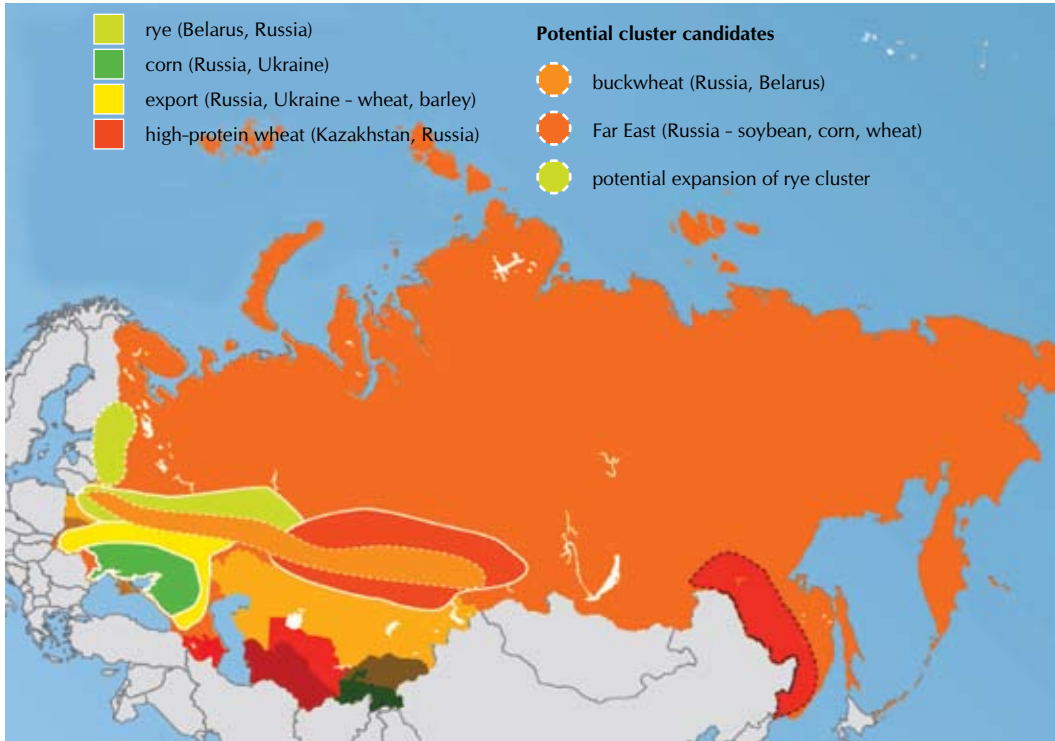 rye (Belarus, Russia)
corn (Russia, Ukraine)
export (Russia, Ukraine – wheat, barley)
high-protein wheat (Kazakhstan, Russia)
Potential cluster candidates
buckwheat (Russia, Belarus)
Far East (Russia – soybean, corn, wheat)
potential expansion of rye cluster